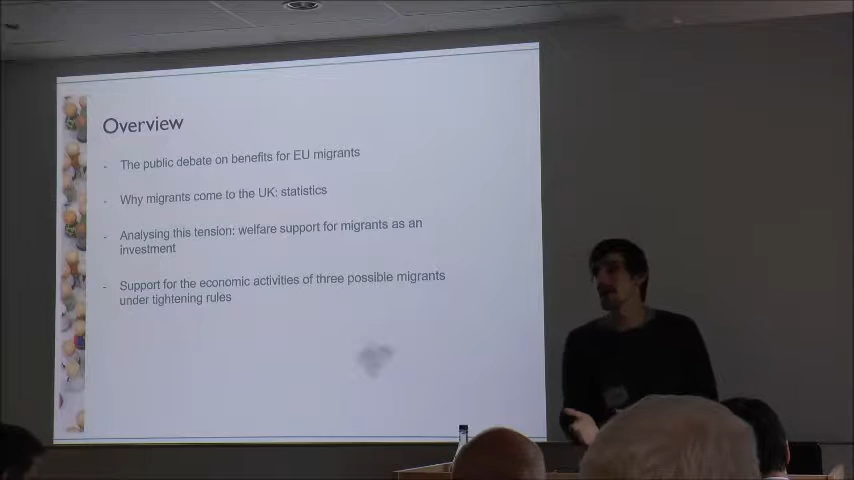 Overview
- The public debate on benefits for EU migrants
- Why migrants come to the UK: statistics
- Analysing this tension: welfare support for migrants as an
investment
- Support for the economic activities of three possible migrants
under tightening rules